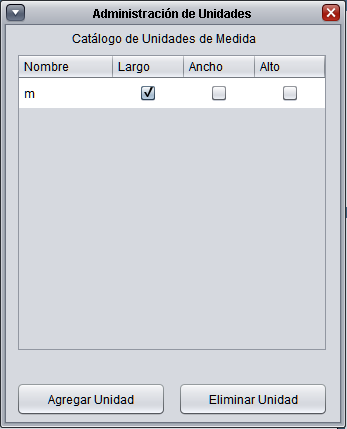 Administración de Unidades
Catálogo de Unidades de Medida
Nombre Largo Ancho Alto
m
Agregar Unidad Eliminar Unidad